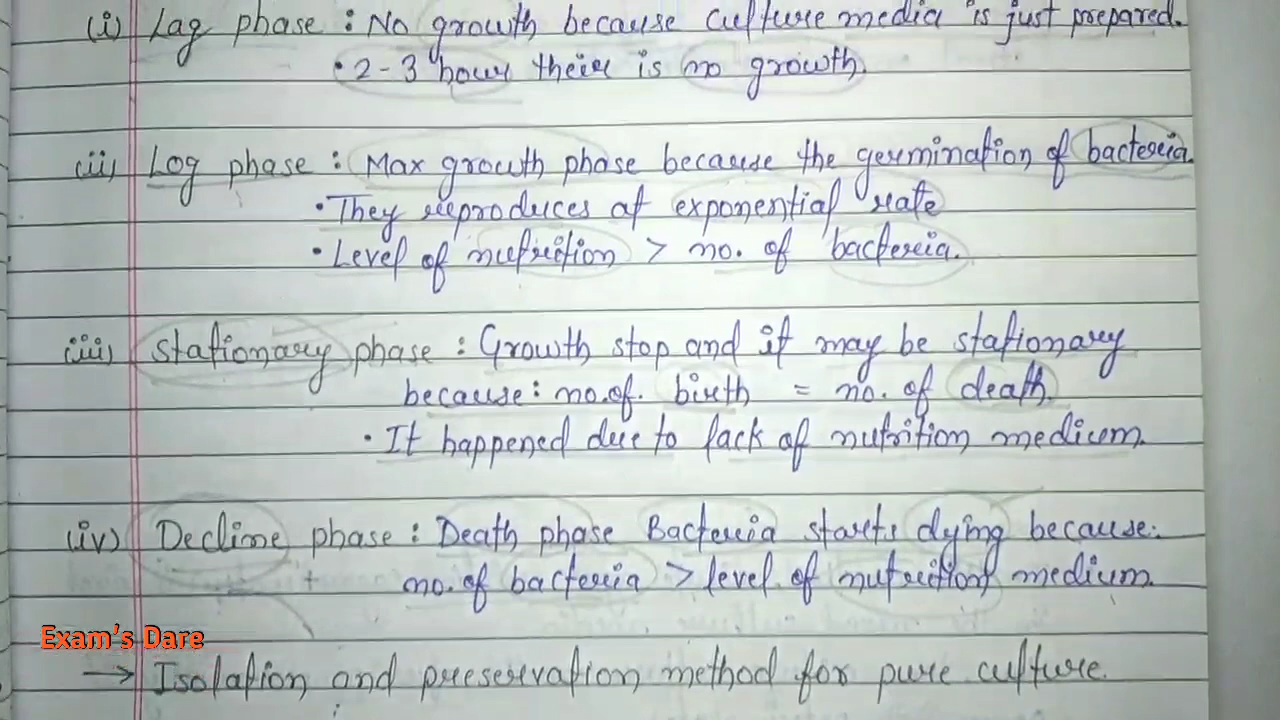 (i) Lag phase : No growth because culture media is just prepared.
• 2-3 hour their is no growth
(ii) Log phase : Max growth phase because the germination of bacteria.
• They reproduces at exponential rate
• Level of nutrition > no. of bacteria.
(iii) Stationary phase : Growth stop and it may be stationary
because : no. of. birth = no. of death.
• It happened due to lack of nutrition medium.
(iv) Decline phase : Death phase Bacteria starts dying because:
no. of bacteria > level of nutrition medium.
Exam's Dare
→ Isolation and preservation method for pure culture.